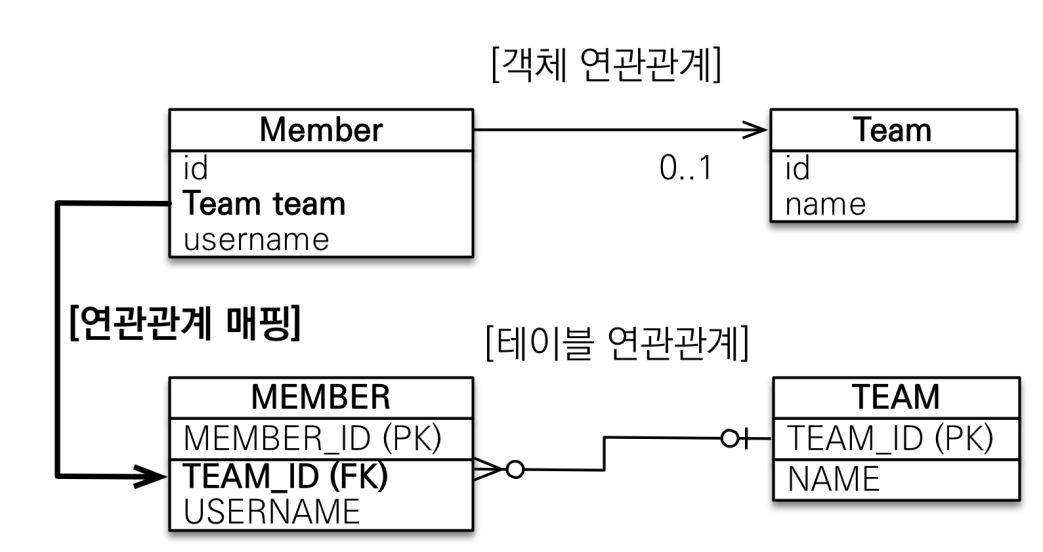 [객체 연관관계]
Member
id
Team team
username
0..1
Team
id
name
[연관관계 매핑]
[테이블 연관관계]
MEMBER
MEMBER_ID (PK)
TEAM_ID (FK)
USERNAME
TEAM
TEAM_ID (PK)
NAME